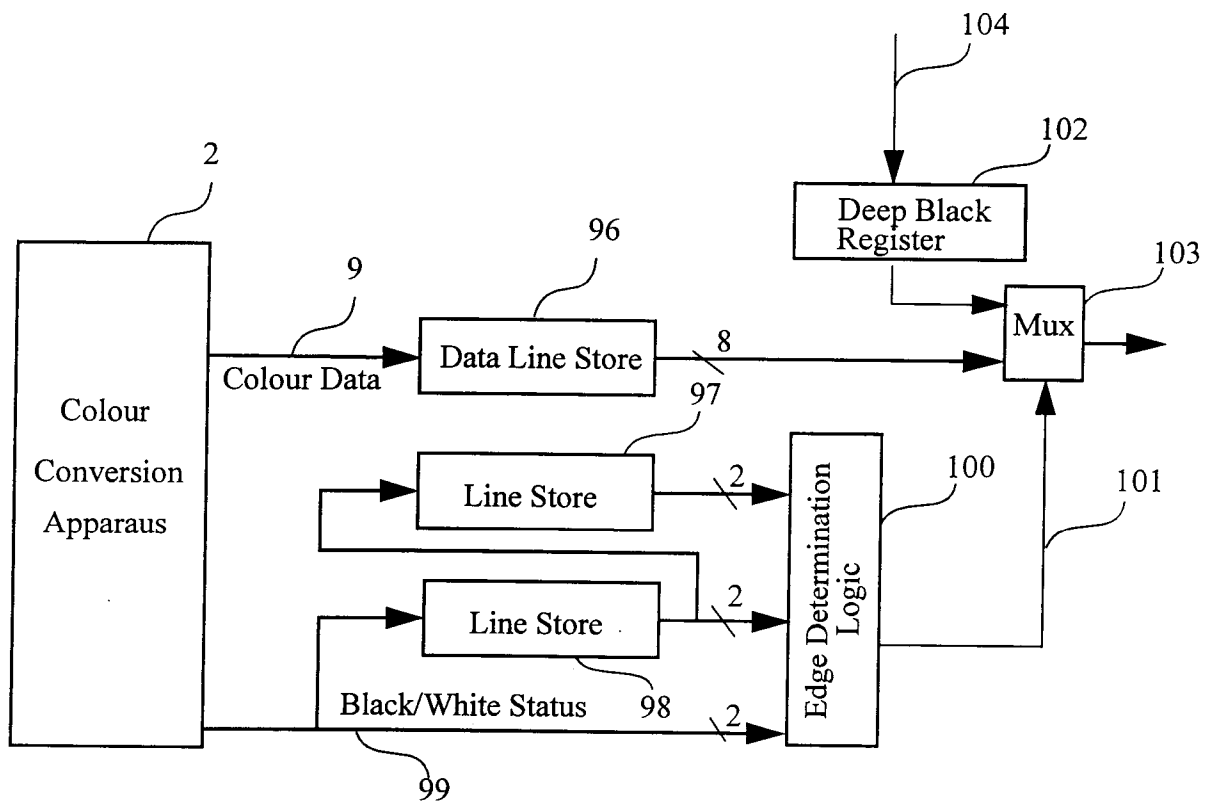 104
102
2
Deep Black
Register
96
103
9
Mux
Data Line Store
8
Colour Data
97
Colour
Conversion
Apparaus
Line Store
2
100
101
Edge Determination
Logic
Line Store
2
Black/White Status
98
2
99